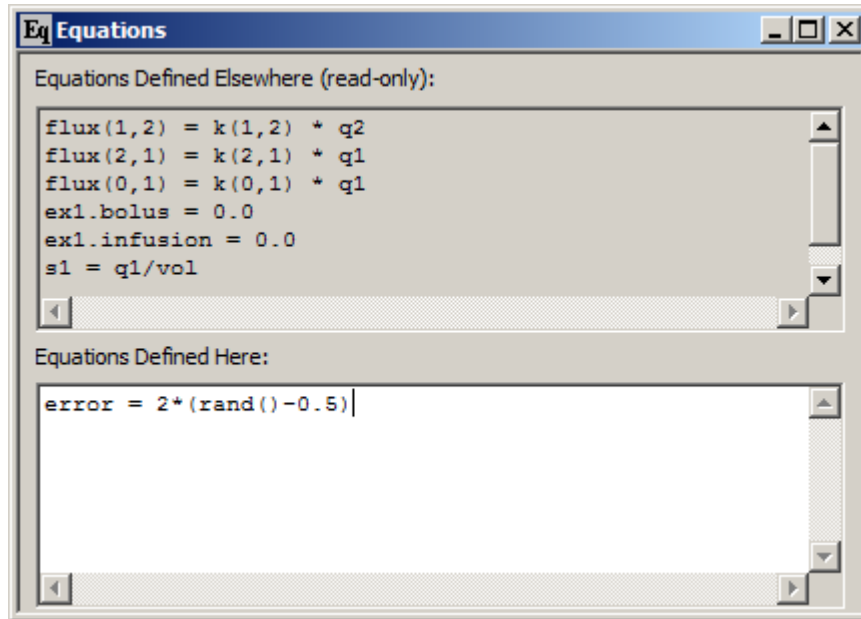 Eq Equations
Equations Defined Elsewhere (read-only):
flux(1,2) = k(1,2) * q2
flux(2,1) = k(2,1) * q1
flux(0,1) = k(0,1) * q1
ex1.bolus = 0.0
ex1.infusion = 0.0
s1 = q1/vol
Equations Defined Here:
error = 2*(rand()-0.5)